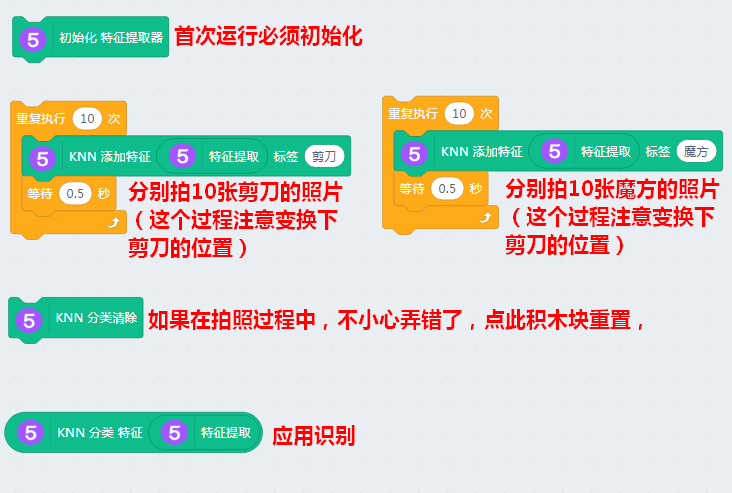 5 初始化 特征提取器 首次运行必须初始化
重复执行 10 次
5 KNN 添加特征 5 特征提取 标签 剪刀
等待 0.5 秒
分别拍10张剪刀的照片
（这个过程注意变换下
剪刀的位置）
重复执行 10 次
5 KNN 添加特征 5 特征提取 标签 魔方
等待 0.5 秒
分别拍10张魔方的照片
（这个过程注意变换下
剪刀的位置）
5 KNN 分类清除 如果在拍照过程中，不小心弄错了，点此积木块重置，
5 KNN 分类 特征 5 特征提取 应用识别